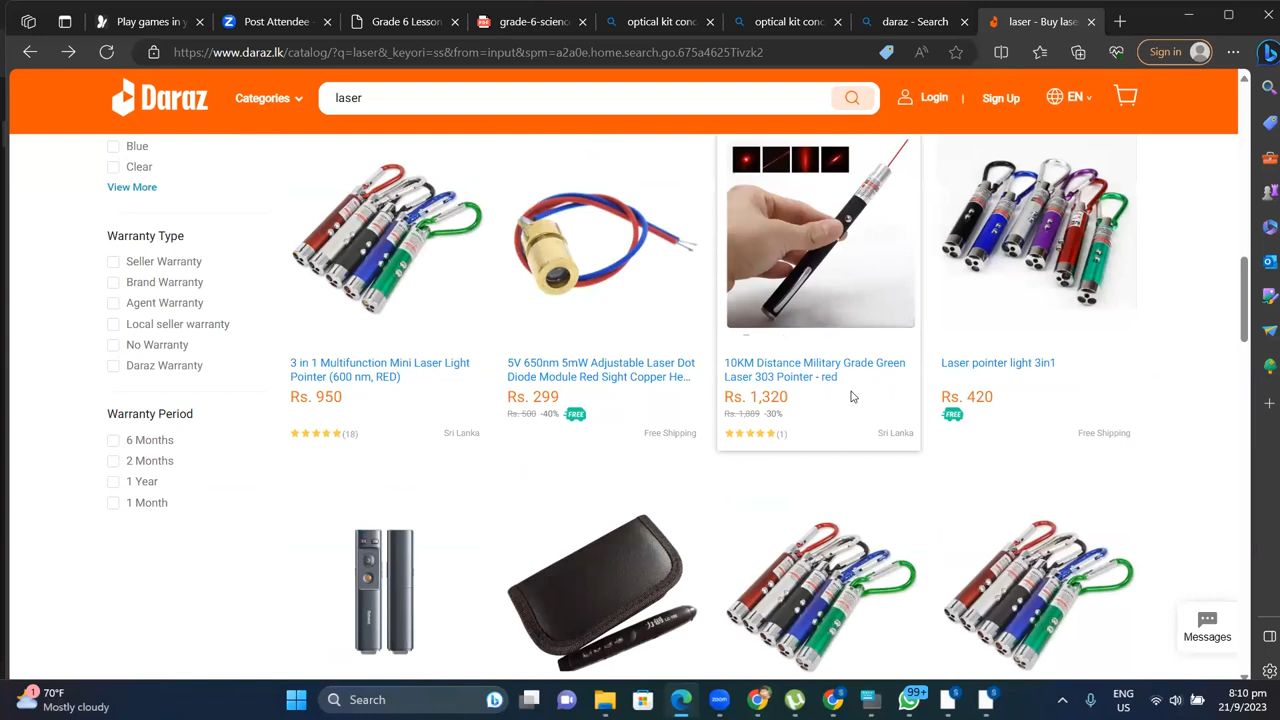 Play games in y
Post Attendee
Grade 6 Lesson
grade-6-scienc
optical kit conc
optical kit conc
daraz - Search
laser - Buy lase
https://www.daraz.lk/catalog/?q=laser&_keyori=ss&from=input&spm=a2a0e.home.search.go.675a4625Tivzk2
Sign in
Daraz
Categories
laser
Login | Sign Up
EN
Blue
Clear
View More
Warranty Type
Seller Warranty
Brand Warranty
Agent Warranty
Local seller warranty
No Warranty
Daraz Warranty
Warranty Period
6 Months
2 Months
1 Year
1 Month
3 in 1 Multifunction Mini Laser Light
Pointer (600 nm, RED)
Rs. 950
(18) Sri Lanka
5V 650nm 5mW Adjustable Laser Dot
Diode Module Red Sight Copper He...
Rs. 299
Rs. 500 -40% FREE
Free Shipping
10KM Distance Military Grade Green
Laser 303 Pointer - red
Rs. 1,320
Rs. 1,889 -30%
(1) Sri Lanka
Laser pointer light 3in1
Rs. 420
FREE
Free Shipping
Messages
1
70°F
Mostly cloudy
Search
zoom
99+
ENG
US
8:10 pm
21/9/2023